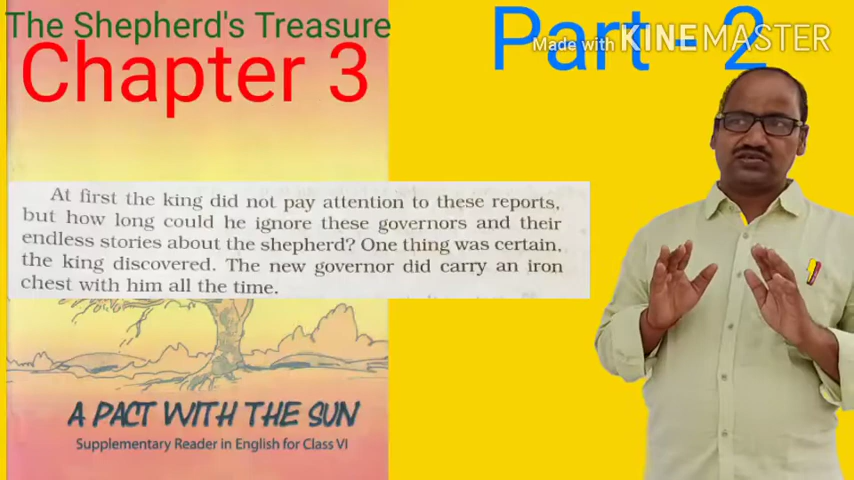 The Shepherd's Treasure
Chapter 3
Part - 2
Made with KINEMASTER
At first the king did not pay attention to these reports,
but how long could he ignore these governors and their
endless stories about the shepherd? One thing was certain,
the king discovered. The new governor did carry an iron
chest with him all the time.
A PACT WITH THE SUN
Supplementary Reader in English for Class VI